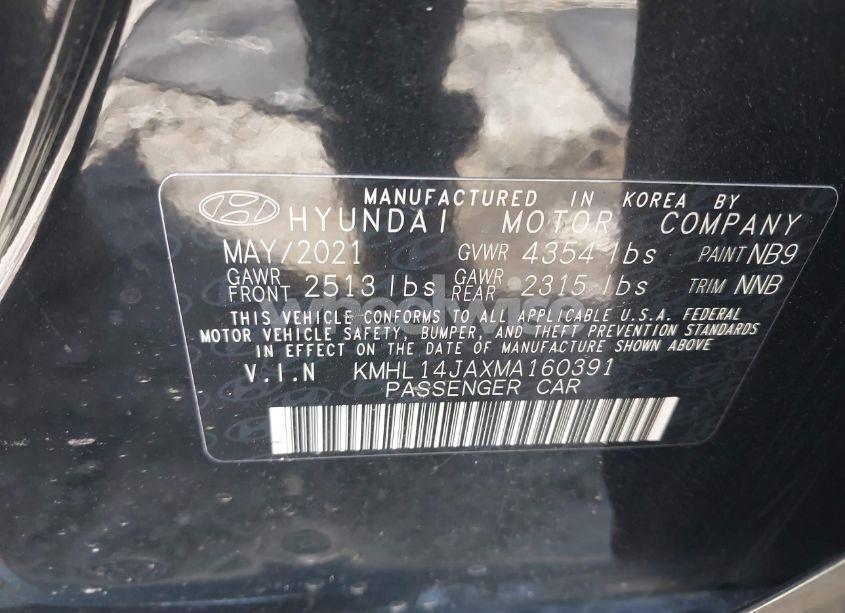 MANUFACTURED IN KOREA BY
HYUNDAI MOTOR COMPANY
MAY/2021 GVWR 4354 lbs PAINT NB9
GAWR FRONT 2513 lbs GAWR REAR 2315 lbs TRIM NNB
THIS VEHICLE CONFORMS TO ALL APPLICABLE U.S.A. FEDERAL
MOTOR VEHICLE SAFETY, BUMPER, AND THEFT PREVENTION STANDARDS
IN EFFECT ON THE DATE OF MANUFACTURE SHOWN ABOVE
V.I.N KMHL14JAXMA160391
PASSENGER CAR